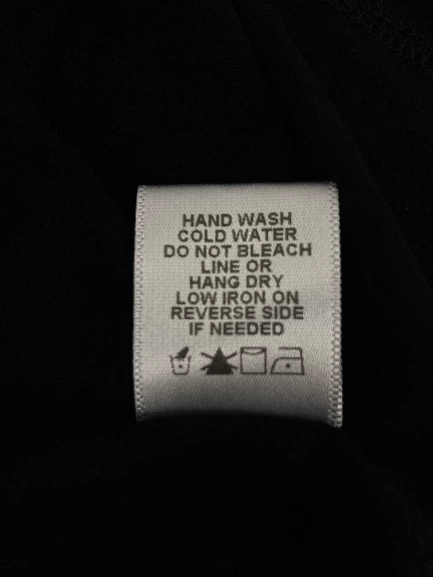 HAND WASH
COLD WATER
DO NOT BLEACH
LINE OR
HANG DRY
LOW IRON ON
REVERSE SIDE
IF NEEDED